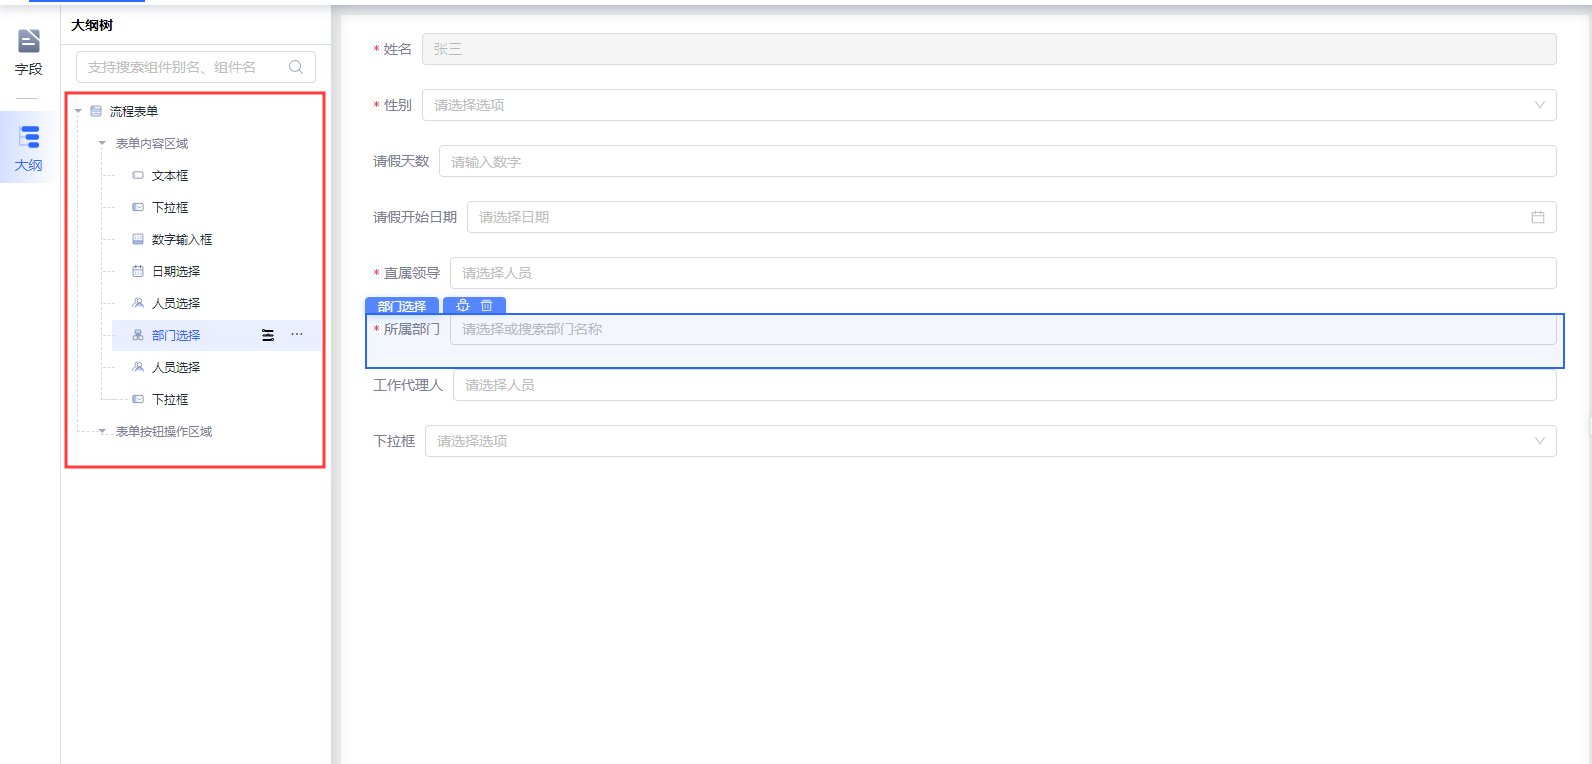 字段
大纲
大纲树
支持搜索组件别名、组件名
流程表单
表单内容区域
文本框
下拉框
数字输入框
日期选择
人员选择
部门选择
人员选择
下拉框
表单按钮操作区域
* 姓名 张三
* 性别 请选择选项
请假天数 请输入数字
请假开始日期 请选择日期
* 直属领导 请选择人员
部门选择
* 所属部门 请选择或搜索部门名称
工作代理人 请选择人员
下拉框 请选择选项